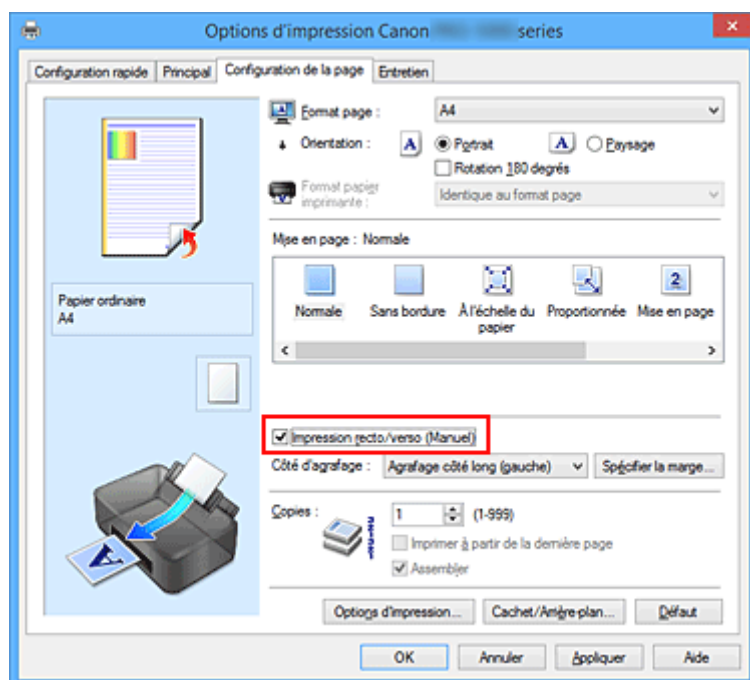 Options d'impression Canon series
Configuration rapide Principal Configuration de la page Entretien
Format page : A4
Orientation : A Portrait A Paysage
Rotation 180 degrés
Format papier imprimante : Identique au format page
Mise en page : Normale
Normale Sans bordure À l'échelle du papier Proportionnée Mise en page
2
Papier ordinaire
A4
Impression recto/verso (Manuel)
Côté d'agrafage : Agrafage côté long (gauche) Spécifier la marge...
Copies : 1 (1-999)
Imprimer à partir de la dernière page
Assembler
Options d'impression... Cachet/Arrière-plan... Défaut
OK Annuler Appliquer Aide